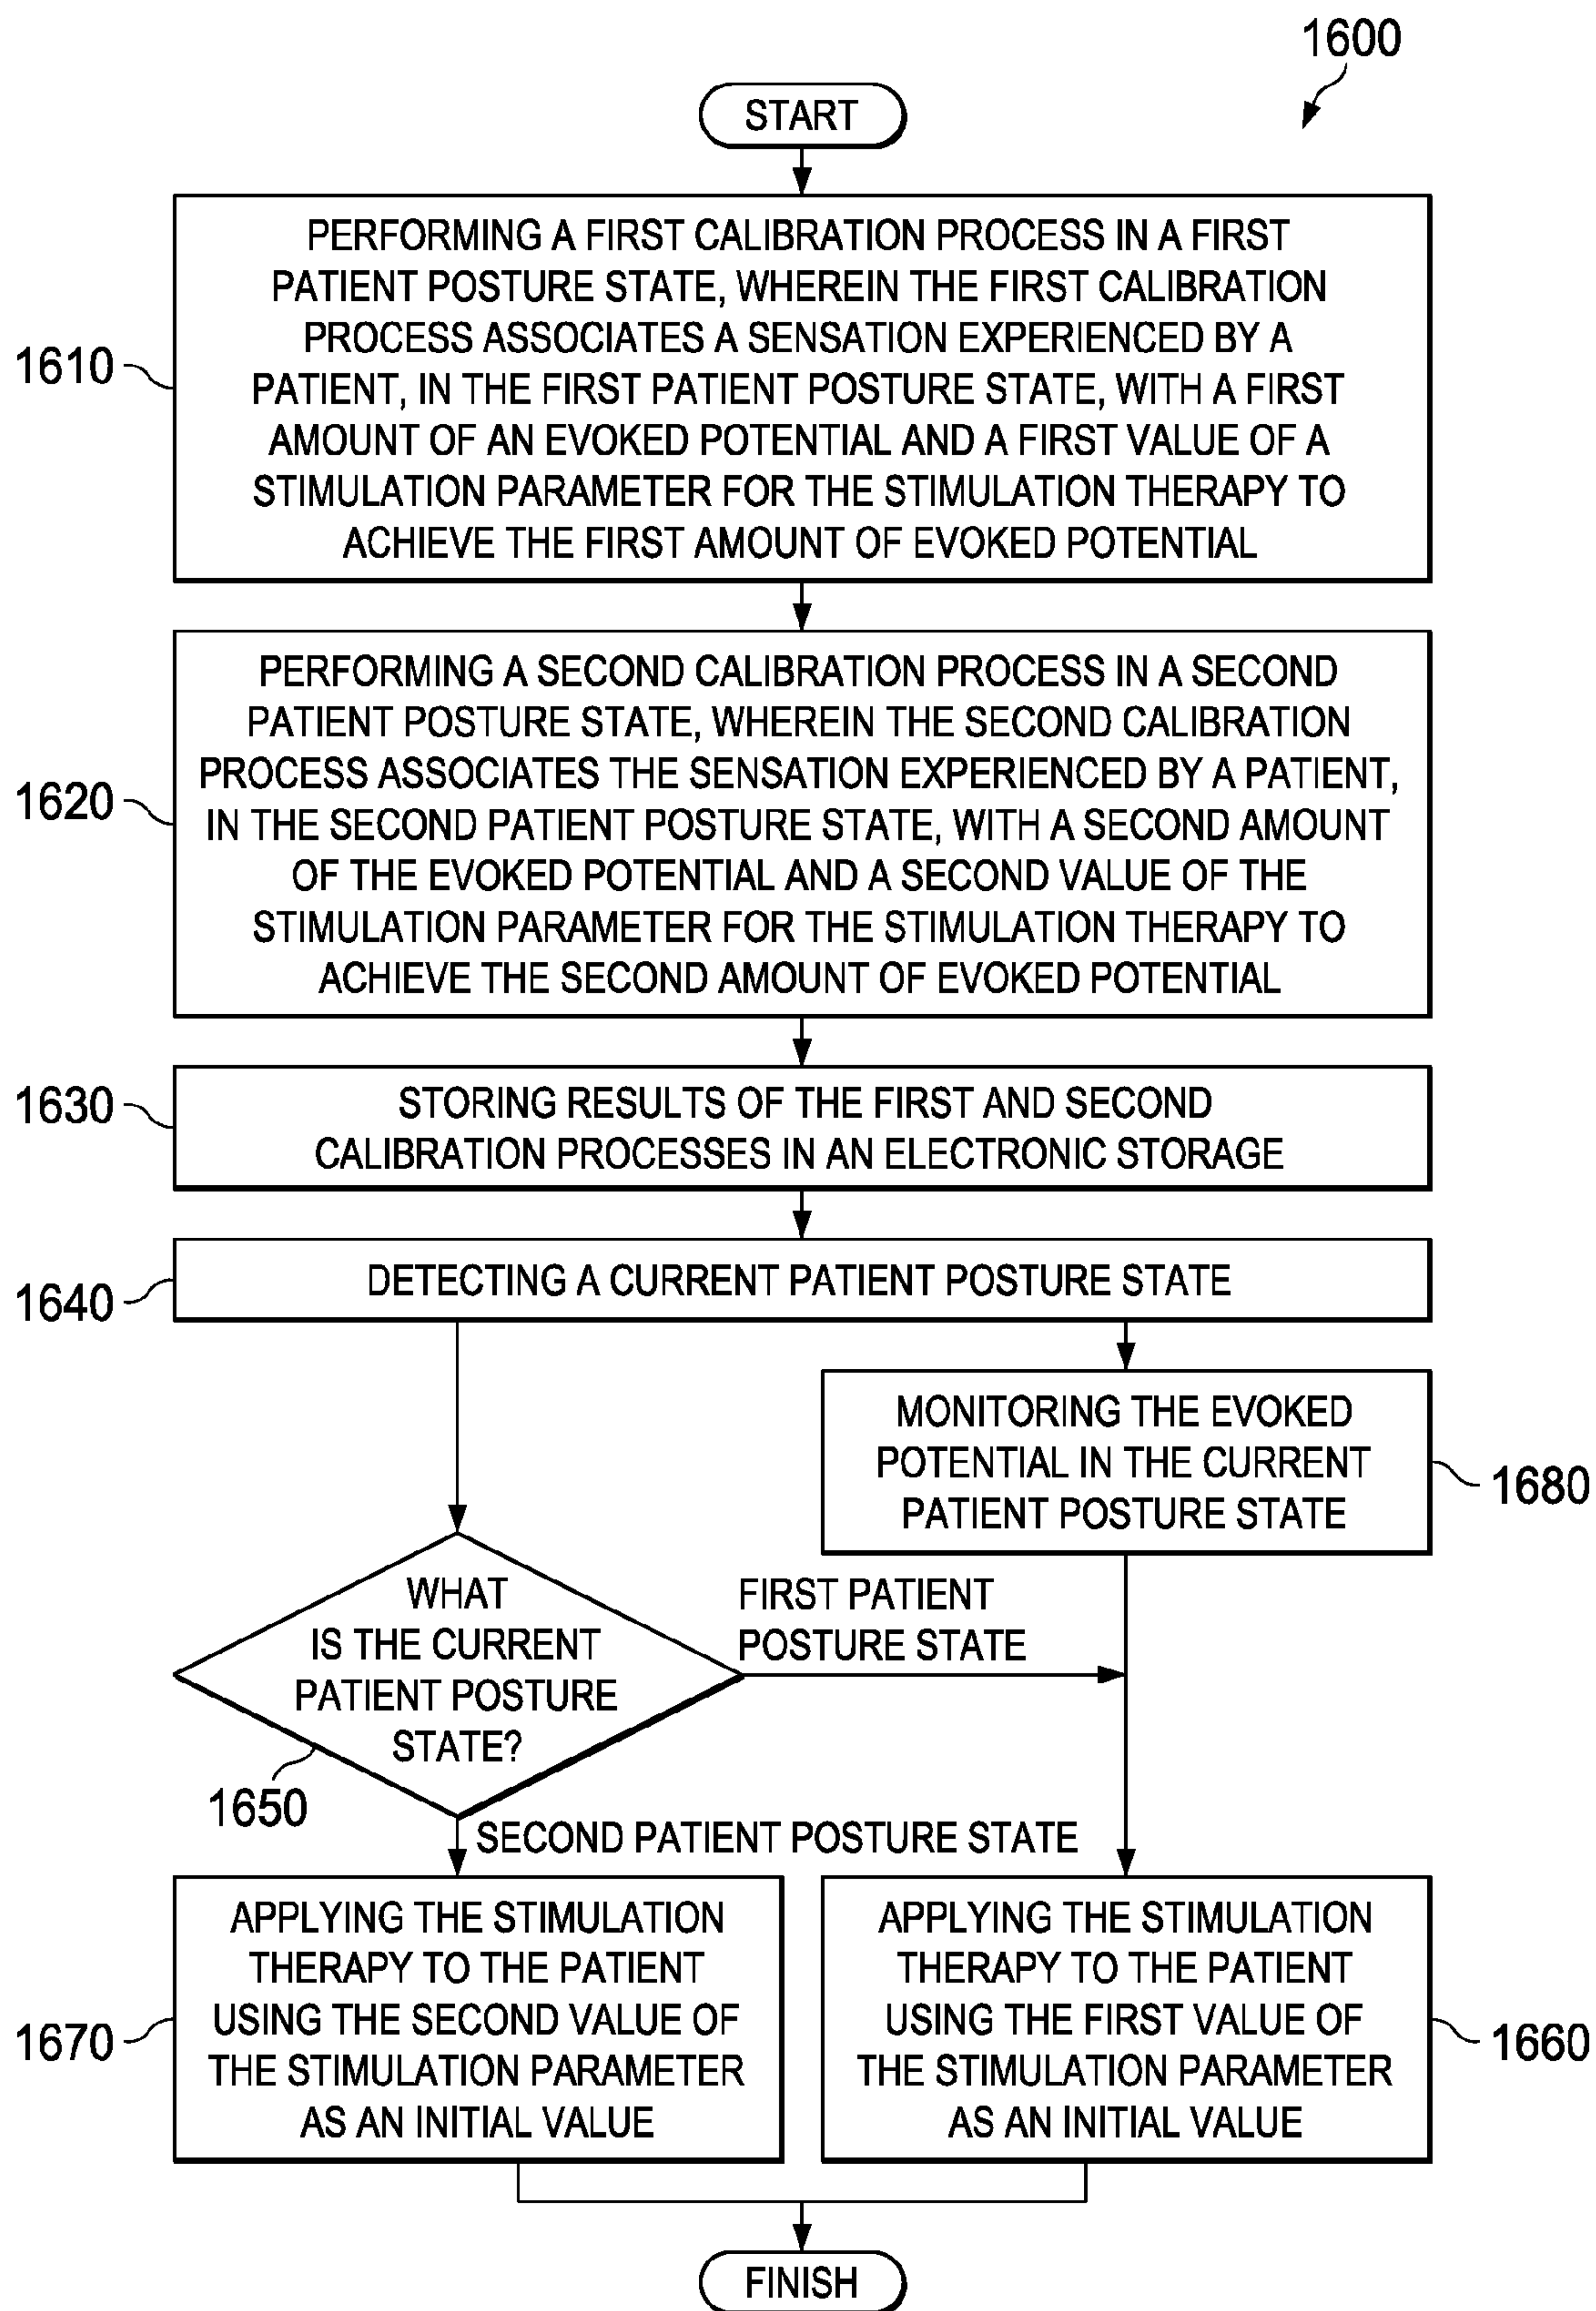 1600
START
PERFORMING A FIRST CALIBRATION PROCESS IN A FIRST
PATIENT POSTURE STATE, WHEREIN THE FIRST CALIBRATION
PROCESS ASSOCIATES A SENSATION EXPERIENCED BY A
PATIENT, IN THE FIRST PATIENT POSTURE STATE, WITH A FIRST
AMOUNT OF AN EVOKED POTENTIAL AND A FIRST VALUE OF A
STIMULATION PARAMETER FOR THE STIMULATION THERAPY TO
ACHIEVE THE FIRST AMOUNT OF EVOKED POTENTIAL
1610
PERFORMING A SECOND CALIBRATION PROCESS IN A SECOND
PATIENT POSTURE STATE, WHEREIN THE SECOND CALIBRATION
PROCESS ASSOCIATES THE SENSATION EXPERIENCED BY A PATIENT,
IN THE SECOND PATIENT POSTURE STATE, WITH A SECOND AMOUNT
OF THE EVOKED POTENTIAL AND A SECOND VALUE OF THE
STIMULATION PARAMETER FOR THE STIMULATION THERAPY TO
ACHIEVE THE SECOND AMOUNT OF EVOKED POTENTIAL
1620
STORING RESULTS OF THE FIRST AND SECOND
CALIBRATION PROCESSES IN AN ELECTRONIC STORAGE
1630
DETECTING A CURRENT PATIENT POSTURE STATE
1640
MONITORING THE EVOKED
POTENTIAL IN THE CURRENT
PATIENT POSTURE STATE
1680
WHAT
IS THE CURRENT
PATIENT POSTURE
STATE?
1650
FIRST PATIENT
POSTURE STATE
SECOND PATIENT POSTURE STATE
APPLYING THE STIMULATION
THERAPY TO THE PATIENT
USING THE SECOND VALUE OF
THE STIMULATION PARAMETER
AS AN INITIAL VALUE
1670
APPLYING THE STIMULATION
THERAPY TO THE PATIENT
USING THE FIRST VALUE OF
THE STIMULATION PARAMETER
AS AN INITIAL VALUE
1660
FINISH